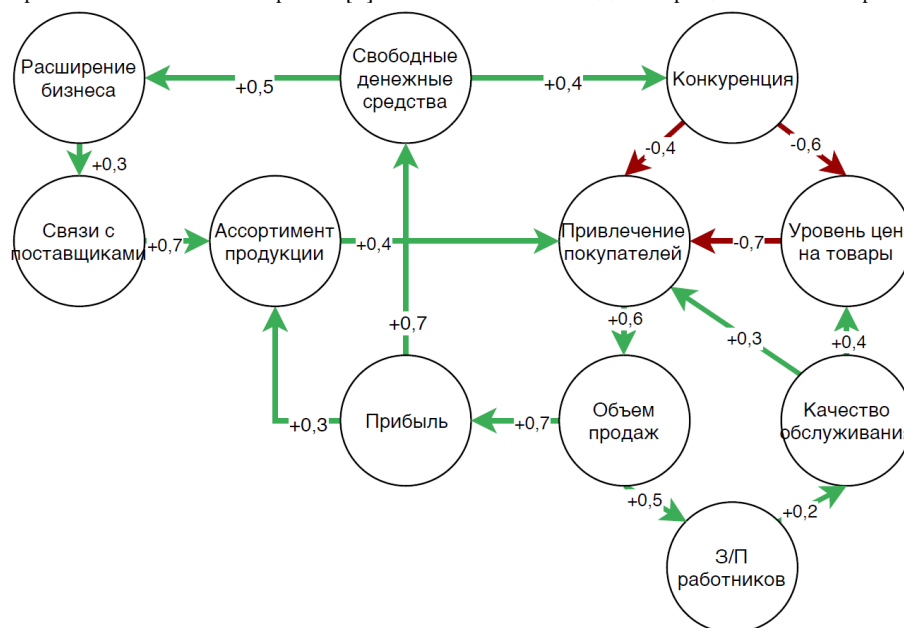 Расширение
бизнеса
+0,5
Свободные
денежные
средства
+0,4
Конкуренция
+0,3
-0,4
-0,6
Связи с
поставщиками
+0,7
Ассортимент
продукции
+0,4
Привлечение
покупателей
-0,7
Уровень цен
на товары
+0,7
+0,6
+0,3
+0,4
+0,3
Прибыль
+0,7
Объем
продаж
Качество
обслуживания
+0,5
+0,2
З/П
работников